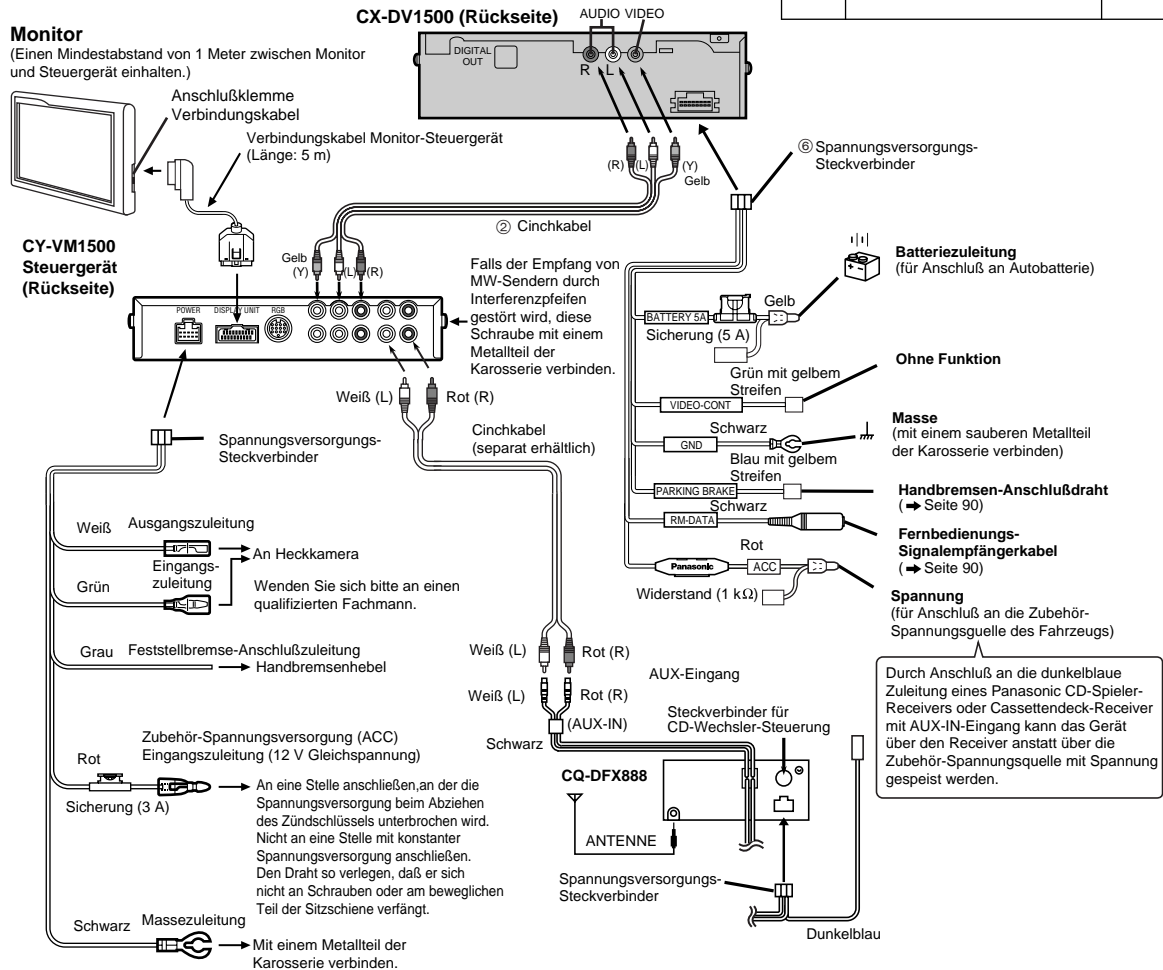 CX-DV1500 (Rückseite)
AUDIO VIDEO
Monitor
(Einen Mindestabstand von 1 Meter zwischen Monitor
und Steuergerät einhalten.)
DIGITAL
OUT
R L
Anschlußklemme
Verbindungskabel
Verbindungskabel Monitor-Steuergerät
(Länge: 5 m)
⑥ Spannungsversorgungs-
Steckverbinder
(R) (L) (Y)
Gelb
② Cinchkabel
CY-VM1500
Steuergerät
(Rückseite)
Gelb
(Y) (L) (R)
POWER DISPLAY UNIT RGB
Falls der Empfang von
MW-Sendern durch
Interferenzpfeifen
gestört wird, diese
Schraube mit einem
Metallteil der
Karosserie verbinden.
Batteriezuleitung
(für Anschluß an Autobatterie)
Gelb
BATTERY 5A
Sicherung (5 A)
Grün mit gelbem
Streifen
Ohne Funktion
VIDEO-CONT
Schwarz
GND
Masse
(mit einem sauberen Metallteil
der Karosserie verbinden)
Blau mit gelbem
Streifen
PARKING BRAKE
Handbremsen-Anschlußdraht
(➡ Seite 90)
Schwarz
RM-DATA
Fernbedienungs-
Signalempfängerkabel
(➡ Seite 90)
Rot
Panasonic
ACC
Widerstand (1 kΩ)
Spannung
(für Anschluß an die Zubehör-
Spannungsguelle des Fahrzeugs)
Durch Anschluß an die dunkelblaue
Zuleitung eines Panasonic CD-Spieler-
Receivers oder Cassettendeck-Receiver
mit AUX-IN-Eingang kann das Gerät
über den Receiver anstatt über die
Zubehör-Spannungsquelle mit Spannung
gespeist werden.
Weiß (L) Rot (R)
Cinchkabel
(separat erhältlich)
Spannungsversorgungs-
Steckverbinder
Weiß
Ausgangszuleitung
An Heckkamera
Eingangs-
zuleitung
Grün
Wenden Sie sich bitte an einen
qualifizierten Fachmann.
Grau
Feststellbremse-Anschlußzuleitung
Handbremsenhebel
Zubehör-Spannungsversorgung (ACC)
Eingangszuleitung (12 V Gleichspannung)
Rot
Sicherung (3 A)
An eine Stelle anschließen,an der die
Spannungsversorgung beim Abziehen
des Zündschlüssels unterbrochen wird.
Nicht an eine Stelle mit konstanter
Spannungsversorgung anschließen.
Den Draht so verlegen, daß er sich
nicht an Schrauben oder am beweglichen
Teil der Sitzschiene verfängt.
Schwarz
Massezuleitung
Mit einem Metallteil der
Karosserie verbinden.
Weiß (L) Rot (R)
AUX-Eingang
Weiß (L) Rot (R)
(AUX-IN)
Schwarz
Steckverbinder für
CD-Wechsler-Steuerung
CQ-DFX888
ANTENNE
Spannungsversorgungs-
Steckverbinder
Dunkelblau